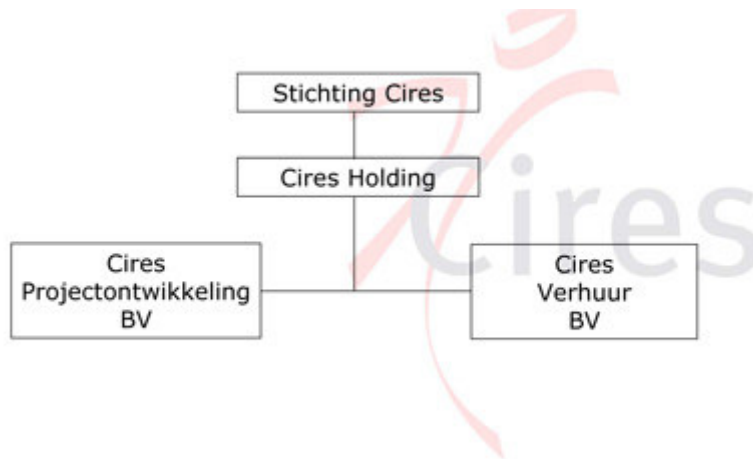 Stichting Cires
Cires Holding
Cires
Projectontwikkeling
BV
Cires
Verhuur
BV
Cires